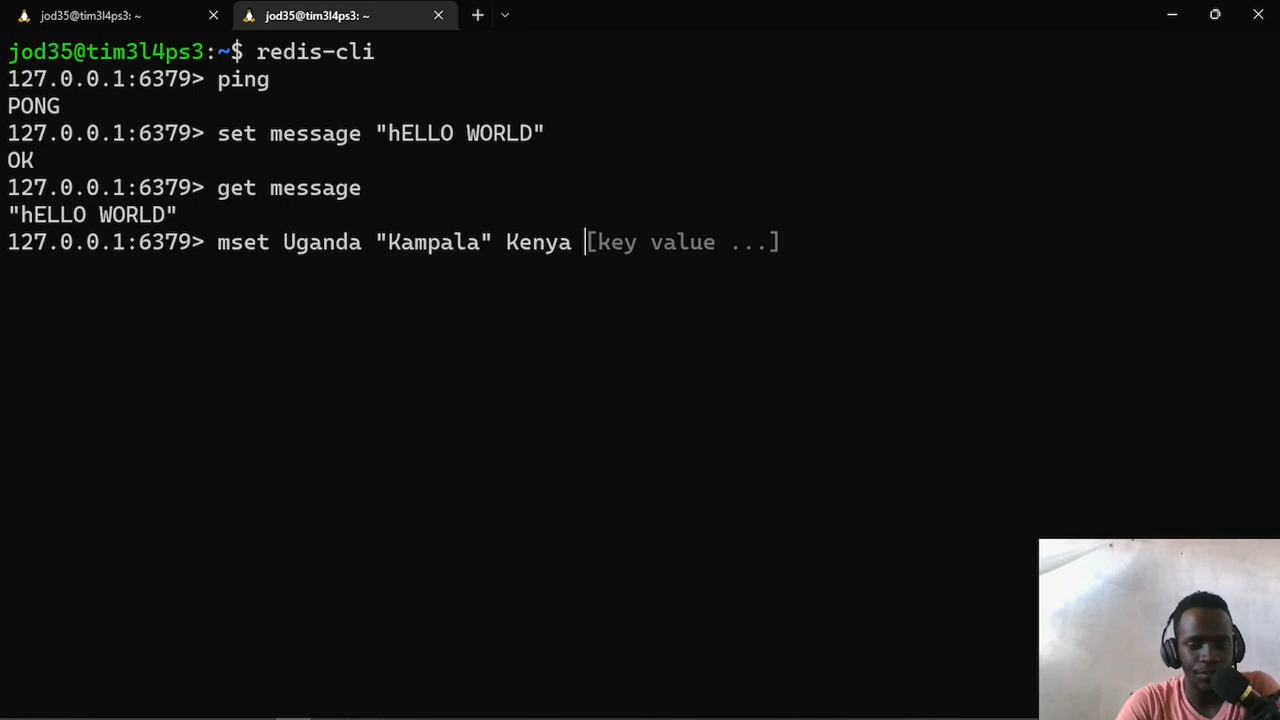 jod35@tim3l4ps3: ~
jod35@tim3l4ps3: ~
jod35@tim3l4ps3:~$ redis-cli
127.0.0.1:6379> ping
PONG
127.0.0.1:6379> set message "hELLO WORLD"
OK
127.0.0.1:6379> get message
"hELLO WORLD"
127.0.0.1:6379> mset Uganda "Kampala" Kenya [key value ...]